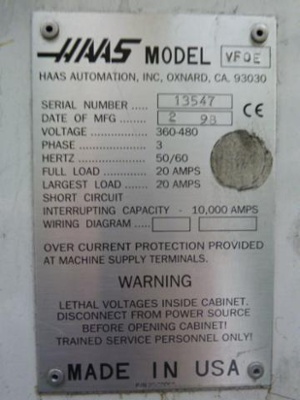 HAAS MODEL VFOE
HAAS AUTOMATION, INC, OXNARD, CA. 93030
SERIAL NUMBER ........... 13547
DATE OF MFG ............... 2 98
VOLTAGE ...................... 360-480
PHASE .......................... 3
HERTZ .......................... 50/60
FULL LOAD ................... 20 AMPS
LARGEST LOAD ............ 20 AMPS
SHORT CIRCUIT
INTERRUPTING CAPACITY - 10,000 AMPS
WIRING DIAGRAM .....
CE
OVER CURRENT PROTECTION PROVIDED
AT MACHINE SUPPLY TERMINALS.
WARNING
LETHAL VOLTAGES INSIDE CABINET.
DISCONNECT FROM POWER SOURCE
BEFORE OPENING CABINET!
TRAINED SERVICE PERSONNEL ONLY!
MADE IN USA